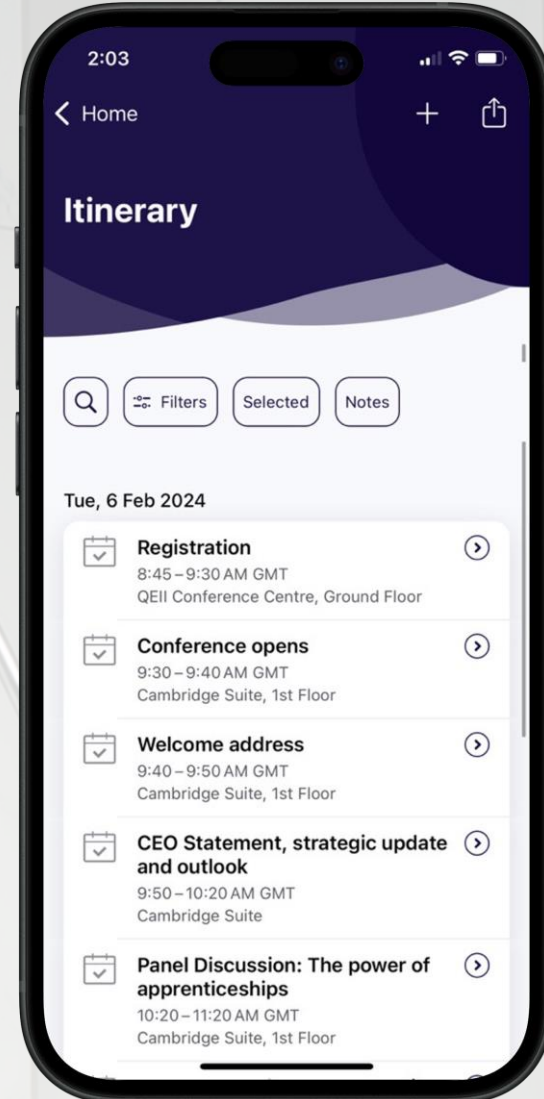 2:03
Home
Itinerary
Filters
Selected
Notes
Tue, 6 Feb 2024
Registration
8:45 – 9:30 AM GMT
QEII Conference Centre, Ground Floor
Conference opens
9:30 – 9:40 AM GMT
Cambridge Suite, 1st Floor
Welcome address
9:40 – 9:50 AM GMT
Cambridge Suite, 1st Floor
CEO Statement, strategic update
and outlook
9:50 – 10:20 AM GMT
Cambridge Suite
Panel Discussion: The power of
apprenticeships
10:20 – 11:20 AM GMT
Cambridge Suite, 1st Floor